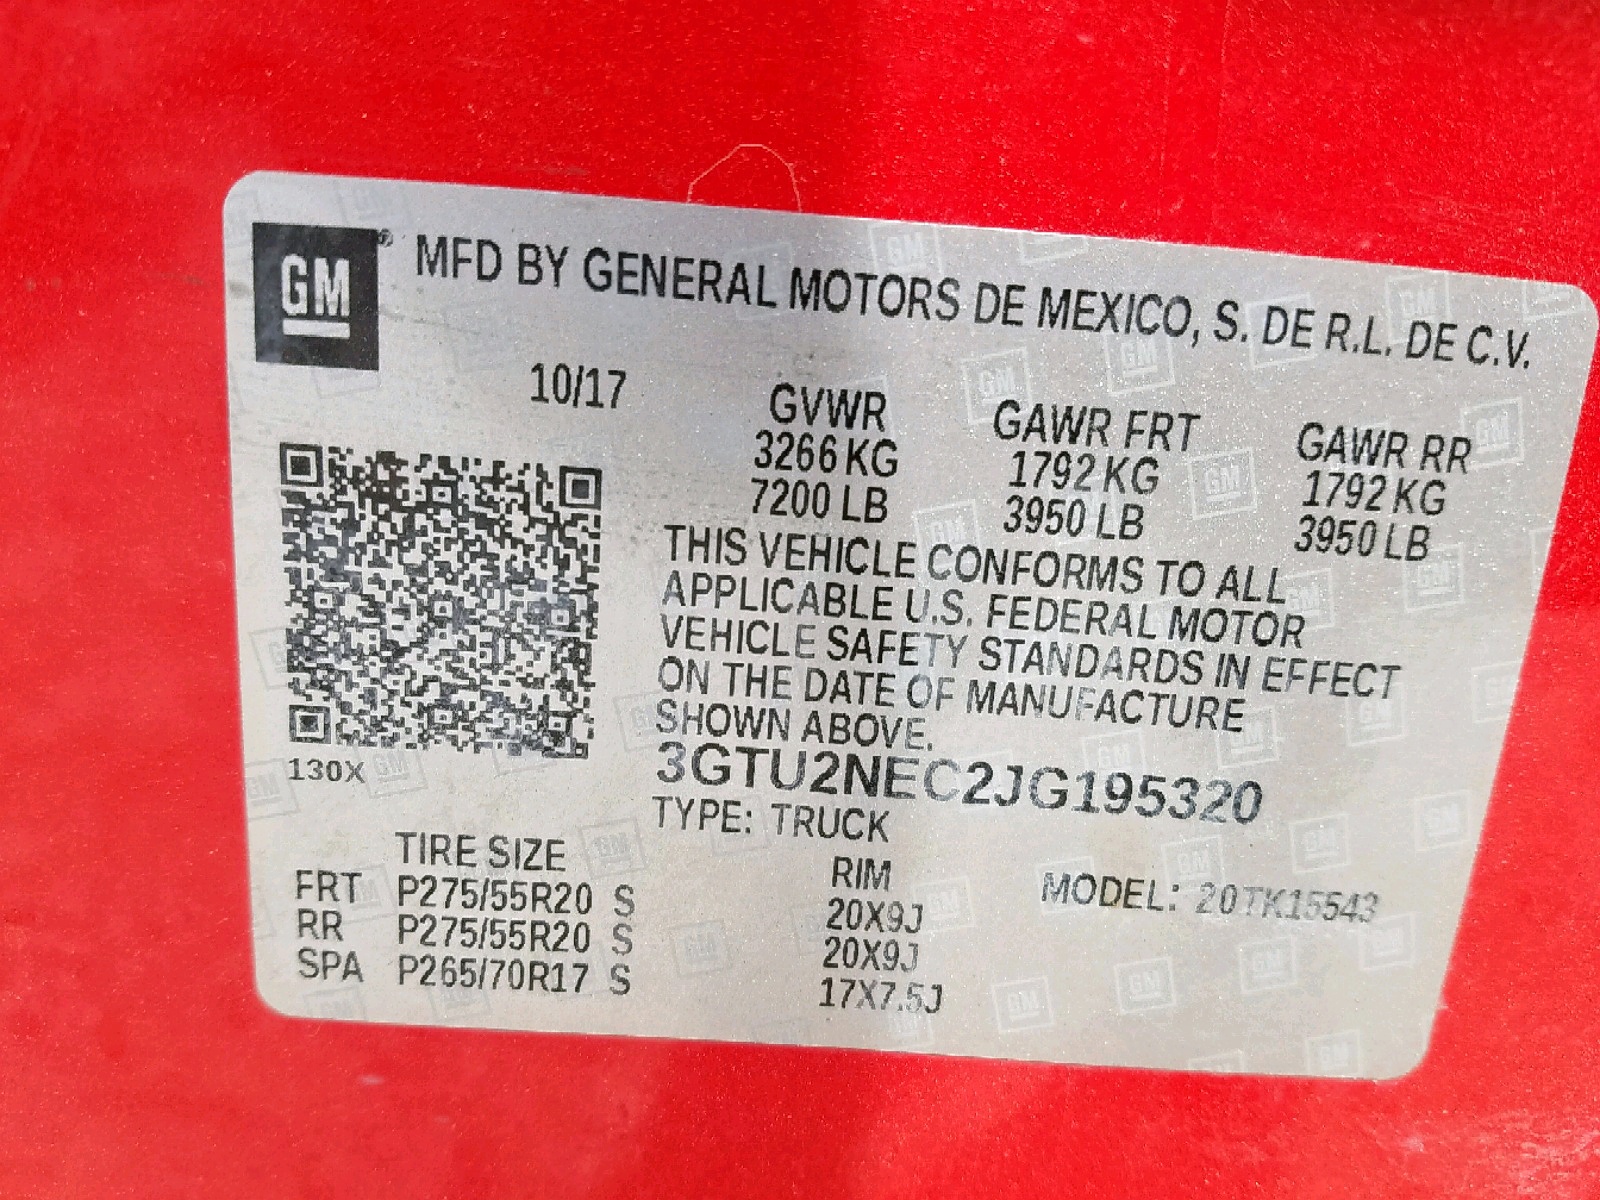 GM® MFD BY GENERAL MOTORS DE MEXICO, S. DE R.L. DE C.V.
10/17
GVWR GAWR FRT GAWR RR
3266 KG 1792 KG 1792 KG
7200 LB 3950 LB 3950 LB
THIS VEHICLE CONFORMS TO ALL
APPLICABLE U.S. FEDERAL MOTOR
VEHICLE SAFETY STANDARDS IN EFFECT
ON THE DATE OF MANUFACTURE
SHOWN ABOVE.
130X
3GTU2NEC2JG195320
TYPE: TRUCK
TIRE SIZE RIM MODEL: 20TK15543
FRT P275/55R20 S 20X9J
RR P275/55R20 S 20X9J
SPA P265/70R17 S 17X7.5J